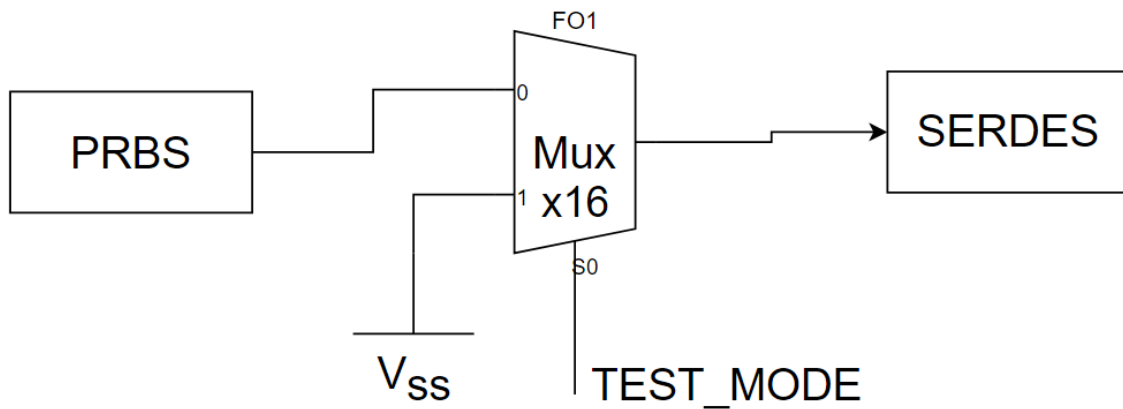 FO1
PRBS
0
Mux
x16
1
S0
SERDES
VSS
TEST_MODE